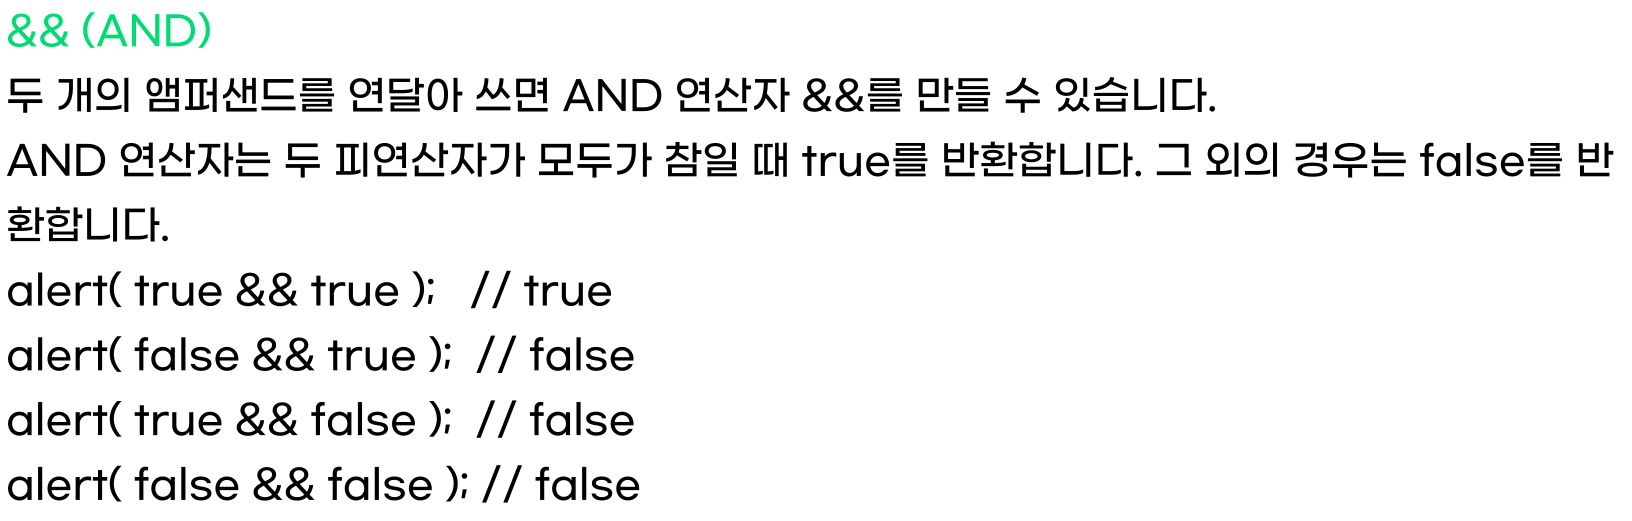 && (AND)
두 개의 앰퍼샌드를 연달아 쓰면 AND 연산자 &&를 만들 수 있습니다.
AND 연산자는 두 피연산자가 모두가 참일 때 true를 반환합니다. 그 외의 경우는 false를 반
환합니다.
alert( true && true );   // true
alert( false && true );  // false
alert( true && false );  // false
alert( false && false ); // false